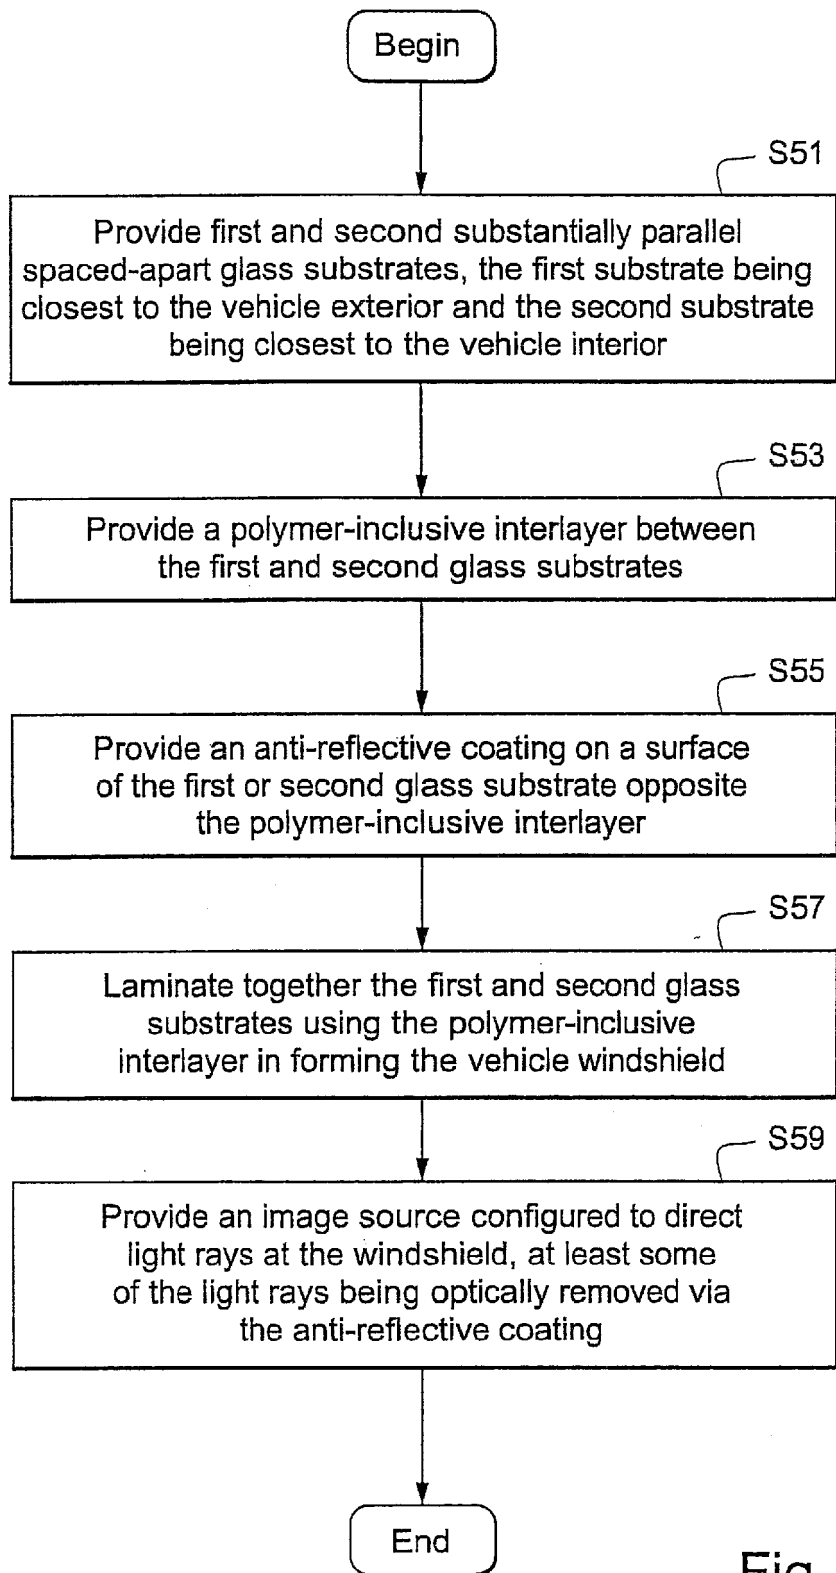 Begin
S51
Provide first and second substantially parallel
spaced-apart glass substrates, the first substrate being
closest to the vehicle exterior and the second substrate
being closest to the vehicle interior
S53
Provide a polymer-inclusive interlayer between
the first and second glass substrates
S55
Provide an anti-reflective coating on a surface
of the first or second glass substrate opposite
the polymer-inclusive interlayer
S57
Laminate together the first and second glass
substrates using the polymer-inclusive
interlayer in forming the vehicle windshield
S59
Provide an image source configured to direct
light rays at the windshield, at least some
of the light rays being optically removed via
the anti-reflective coating
End
Fig